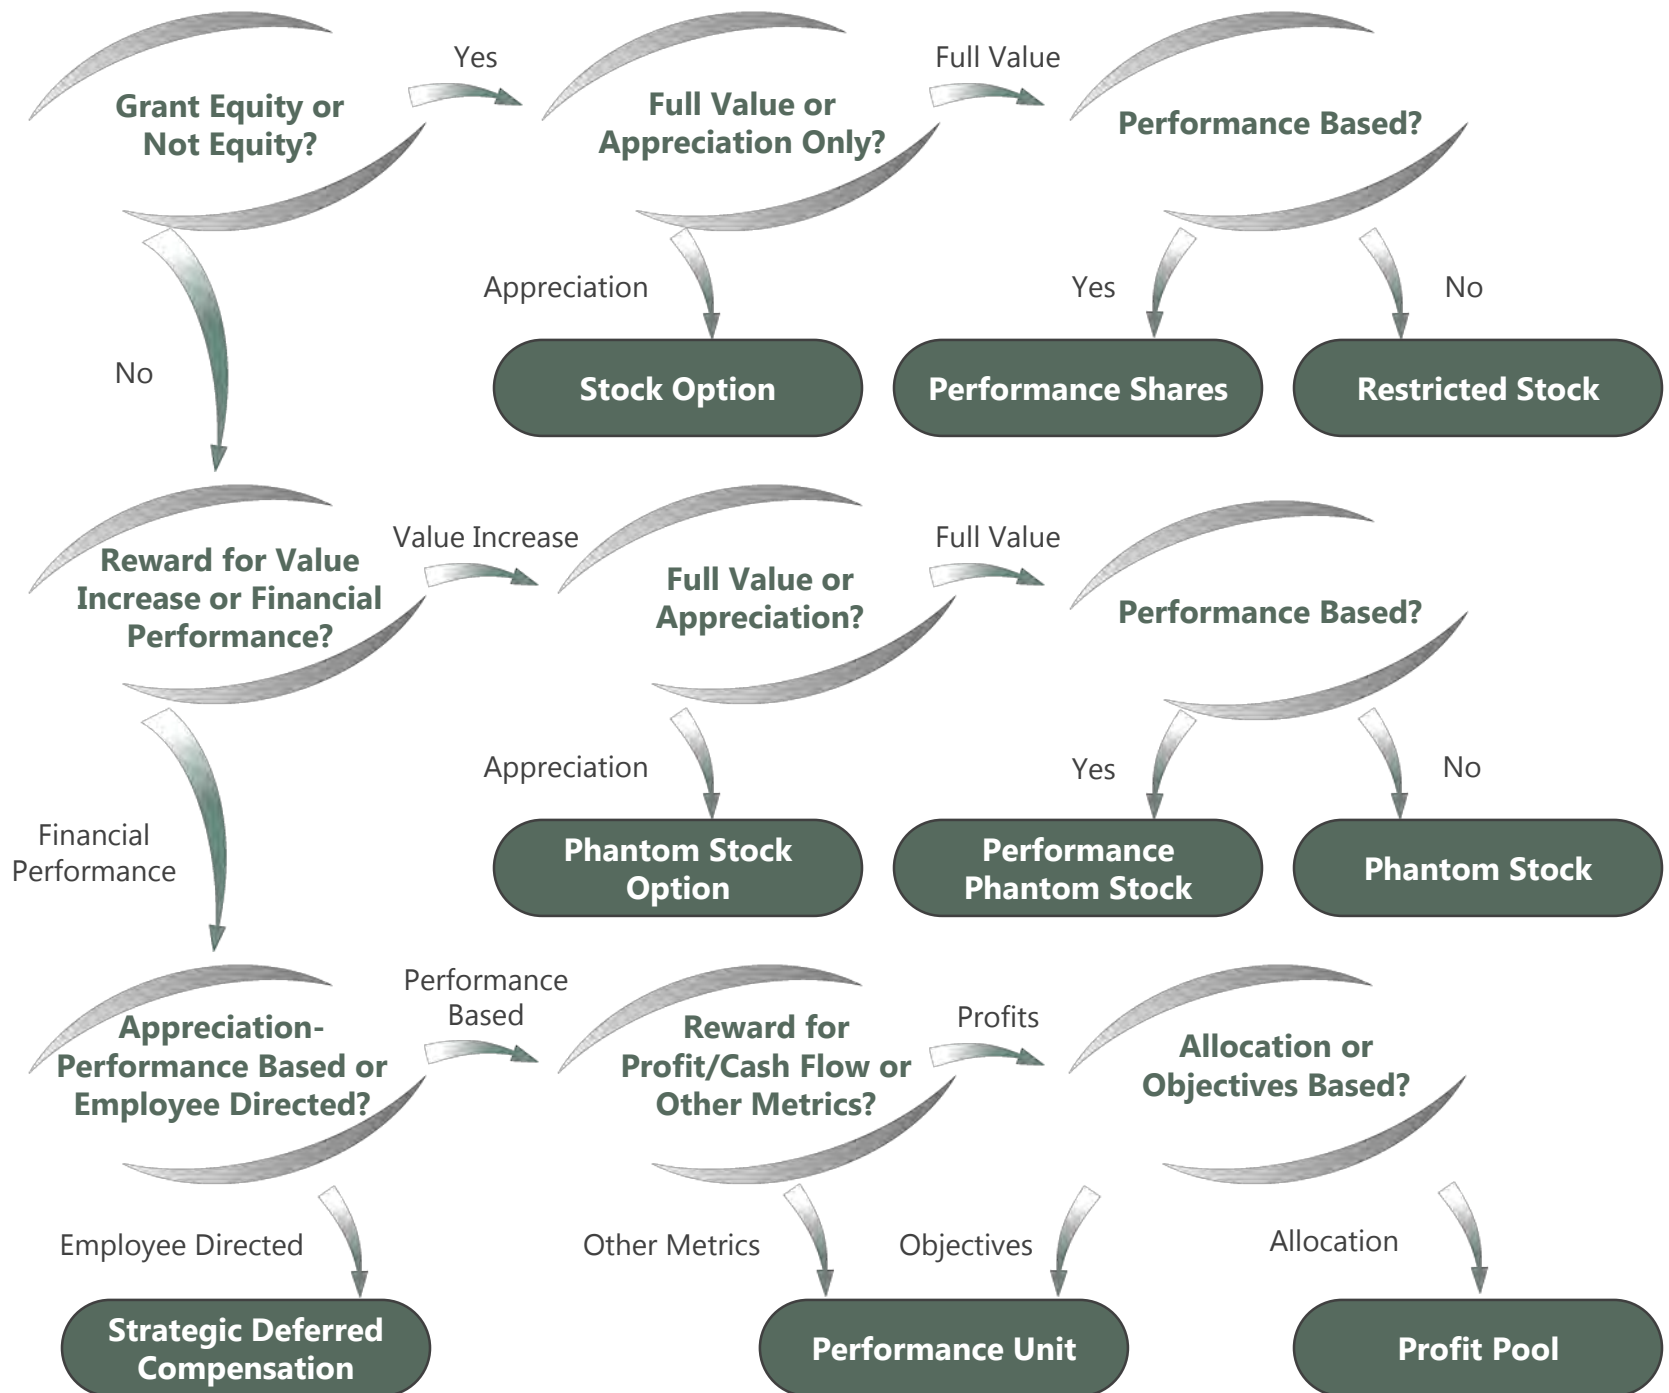 Yes
Full Value
Grant Equity or
Not Equity?
Full Value or
Appreciation Only?
Performance Based?
Appreciation
Yes
No
No
Stock Option
Performance Shares
Restricted Stock
Value Increase
Full Value
Reward for Value
Increase or Financial
Performance?
Full Value or
Appreciation?
Performance Based?
Appreciation
Yes
No
Financial
Performance
Phantom Stock
Option
Performance
Phantom Stock
Phantom Stock
Performance
Based
Profits
Appreciation-
Performance Based or
Employee Directed?
Reward for
Profit/Cash Flow or
Other Metrics?
Allocation or
Objectives Based?
Employee Directed
Other Metrics
Objectives
Allocation
Strategic Deferred
Compensation
Performance Unit
Profit Pool